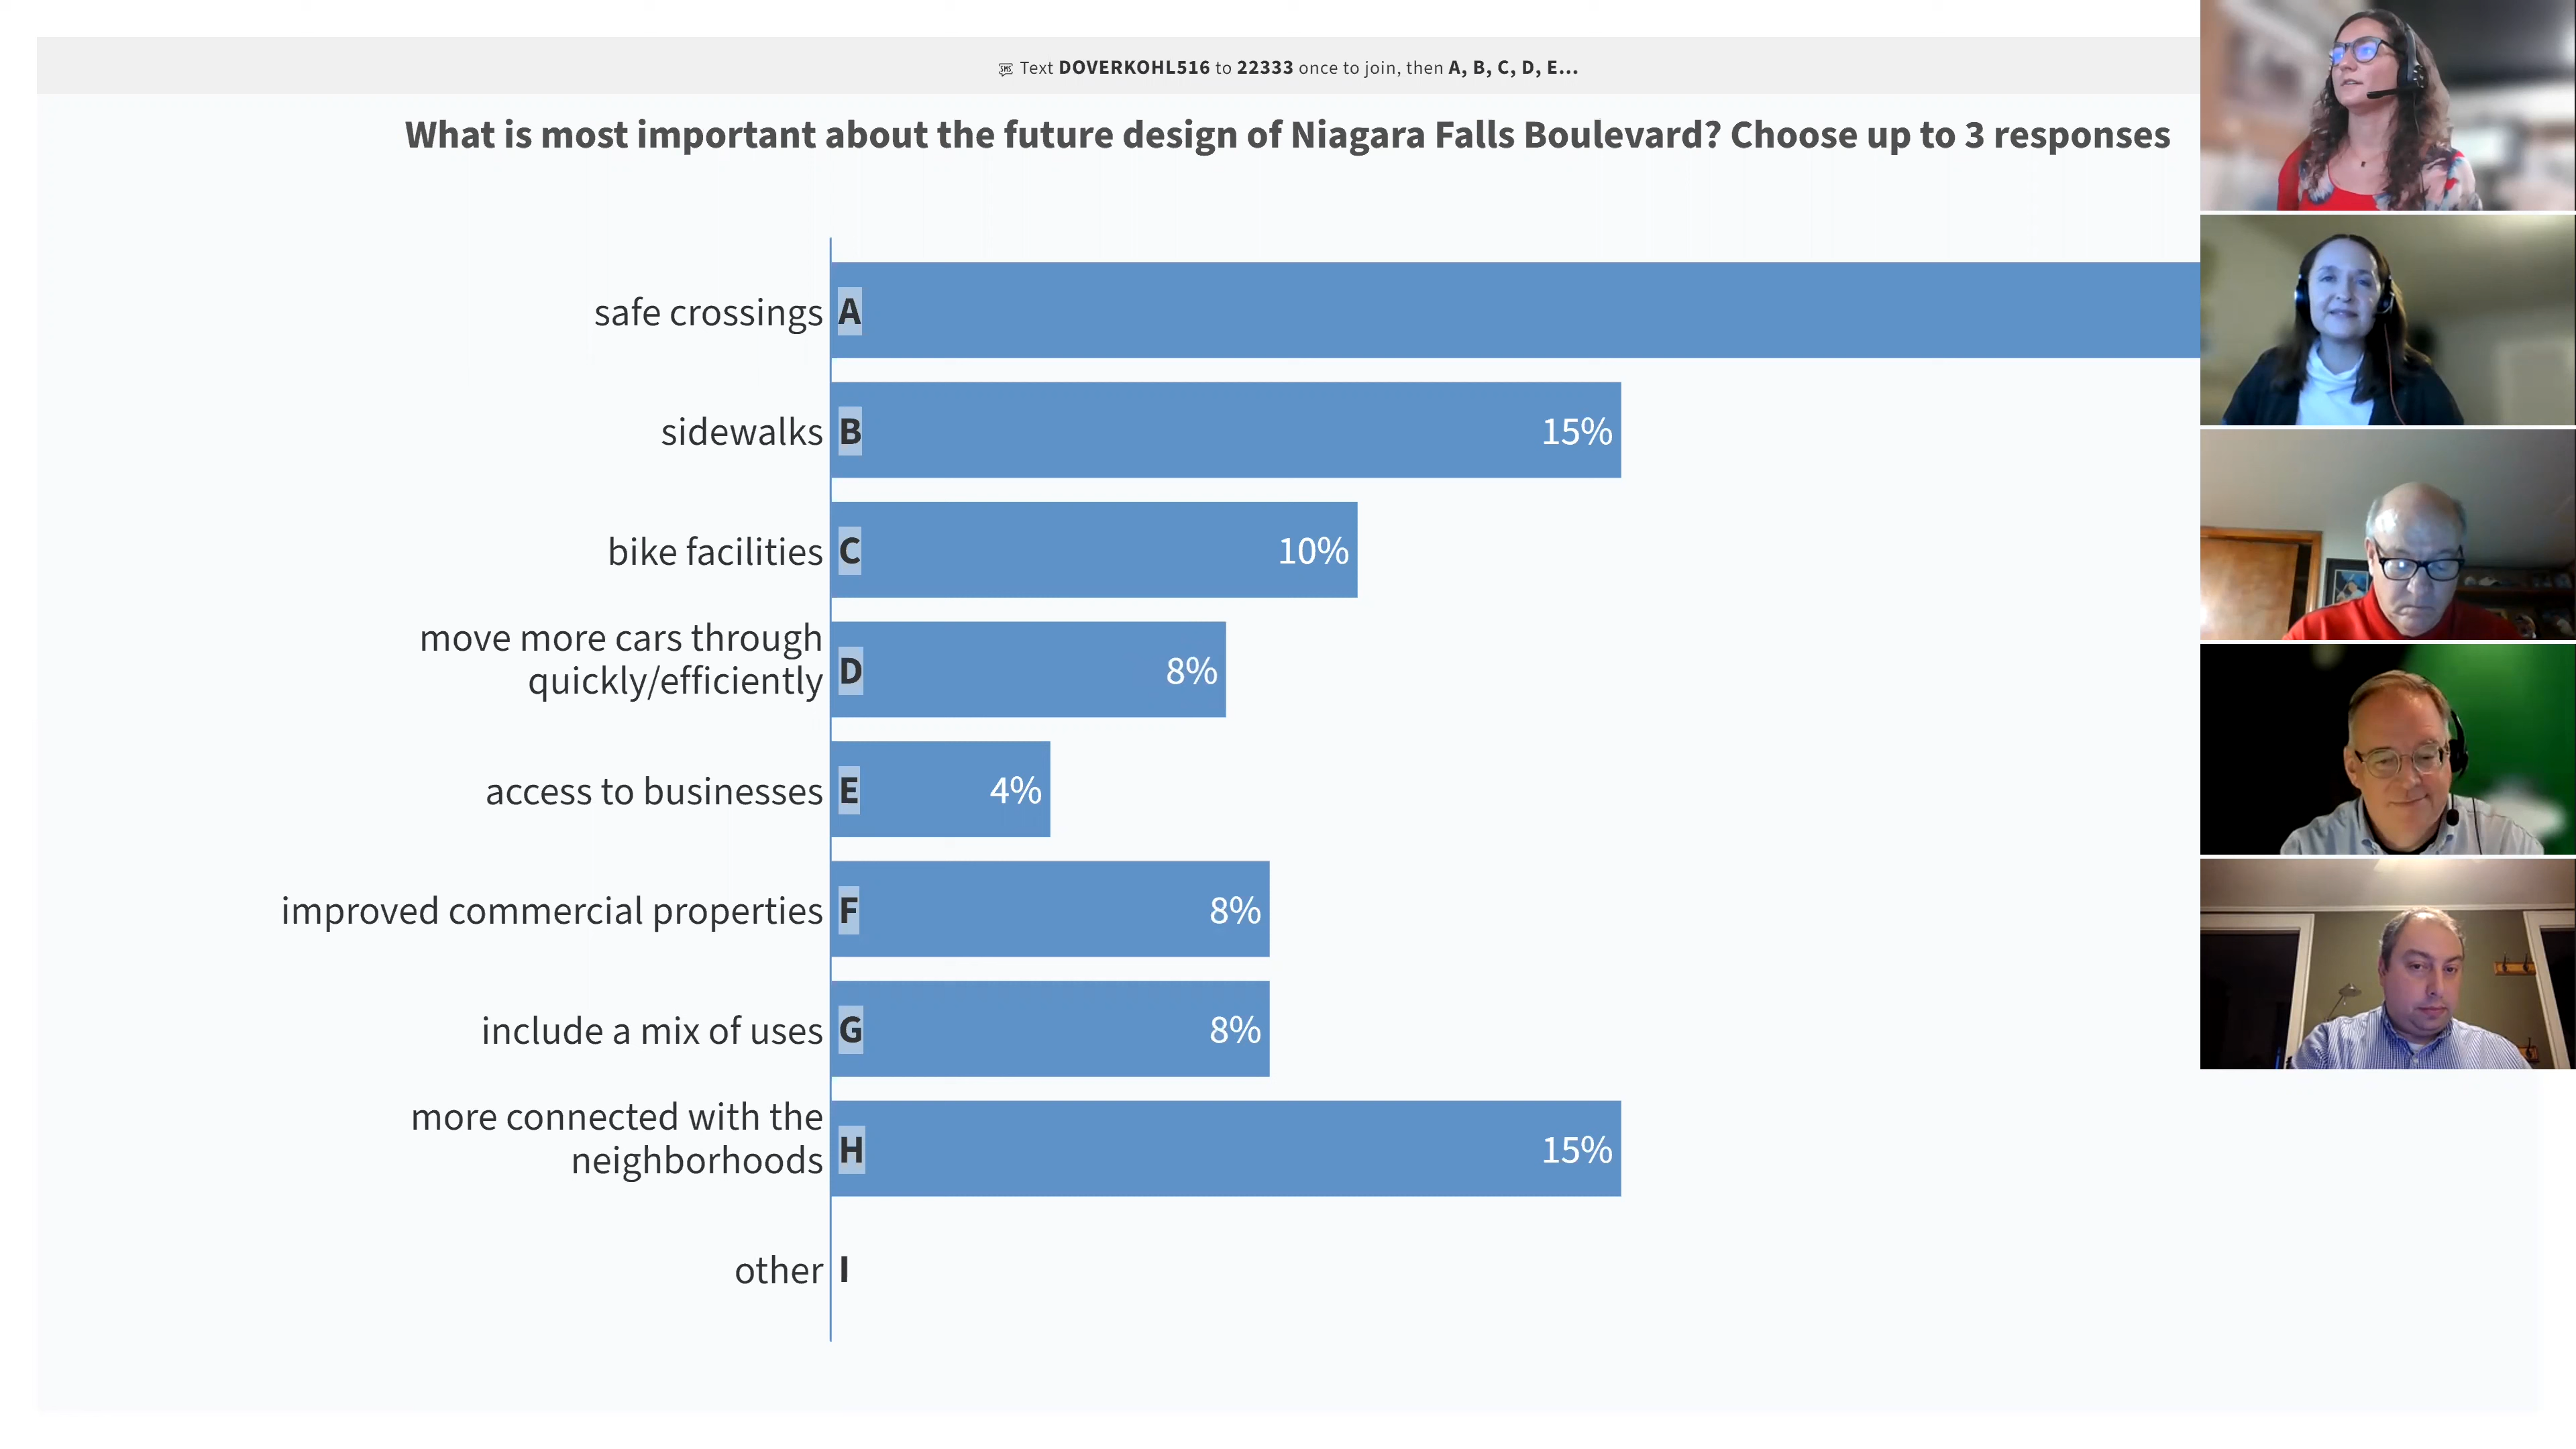 Text DOVERKOHL516 to 22333 once to join, then A, B, C, D, E...
What is most important about the future design of Niagara Falls Boulevard? Choose up to 3 responses
safe crossings A
sidewalks B 15%
bike facilities C 10%
move more cars through
quickly/efficiently D 8%
access to businesses E 4%
improved commercial properties F 8%
include a mix of uses G 8%
more connected with the
neighborhoods H 15%
other I